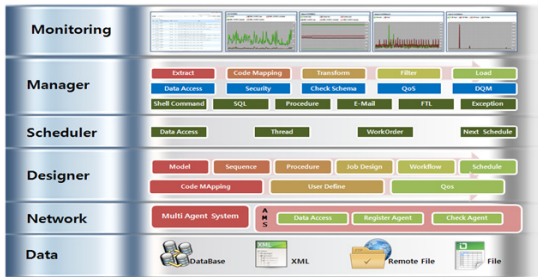 Monitoring
Manager
Extract Code Mapping Transform Filter Load
Data Access Security Check Schema QoS DQM
Shell Command SQL Procedure E-Mail FTL Exception
Scheduler
Data Access Thread WorkOrder Next Schedule
Designer
Model Sequence Procedure Job Design Workflow Schedule
Code MApping User Define Qos
Network
Multi Agent System AMS Data Access Register Agent Check Agent
Data
DataBase XML Remote File File